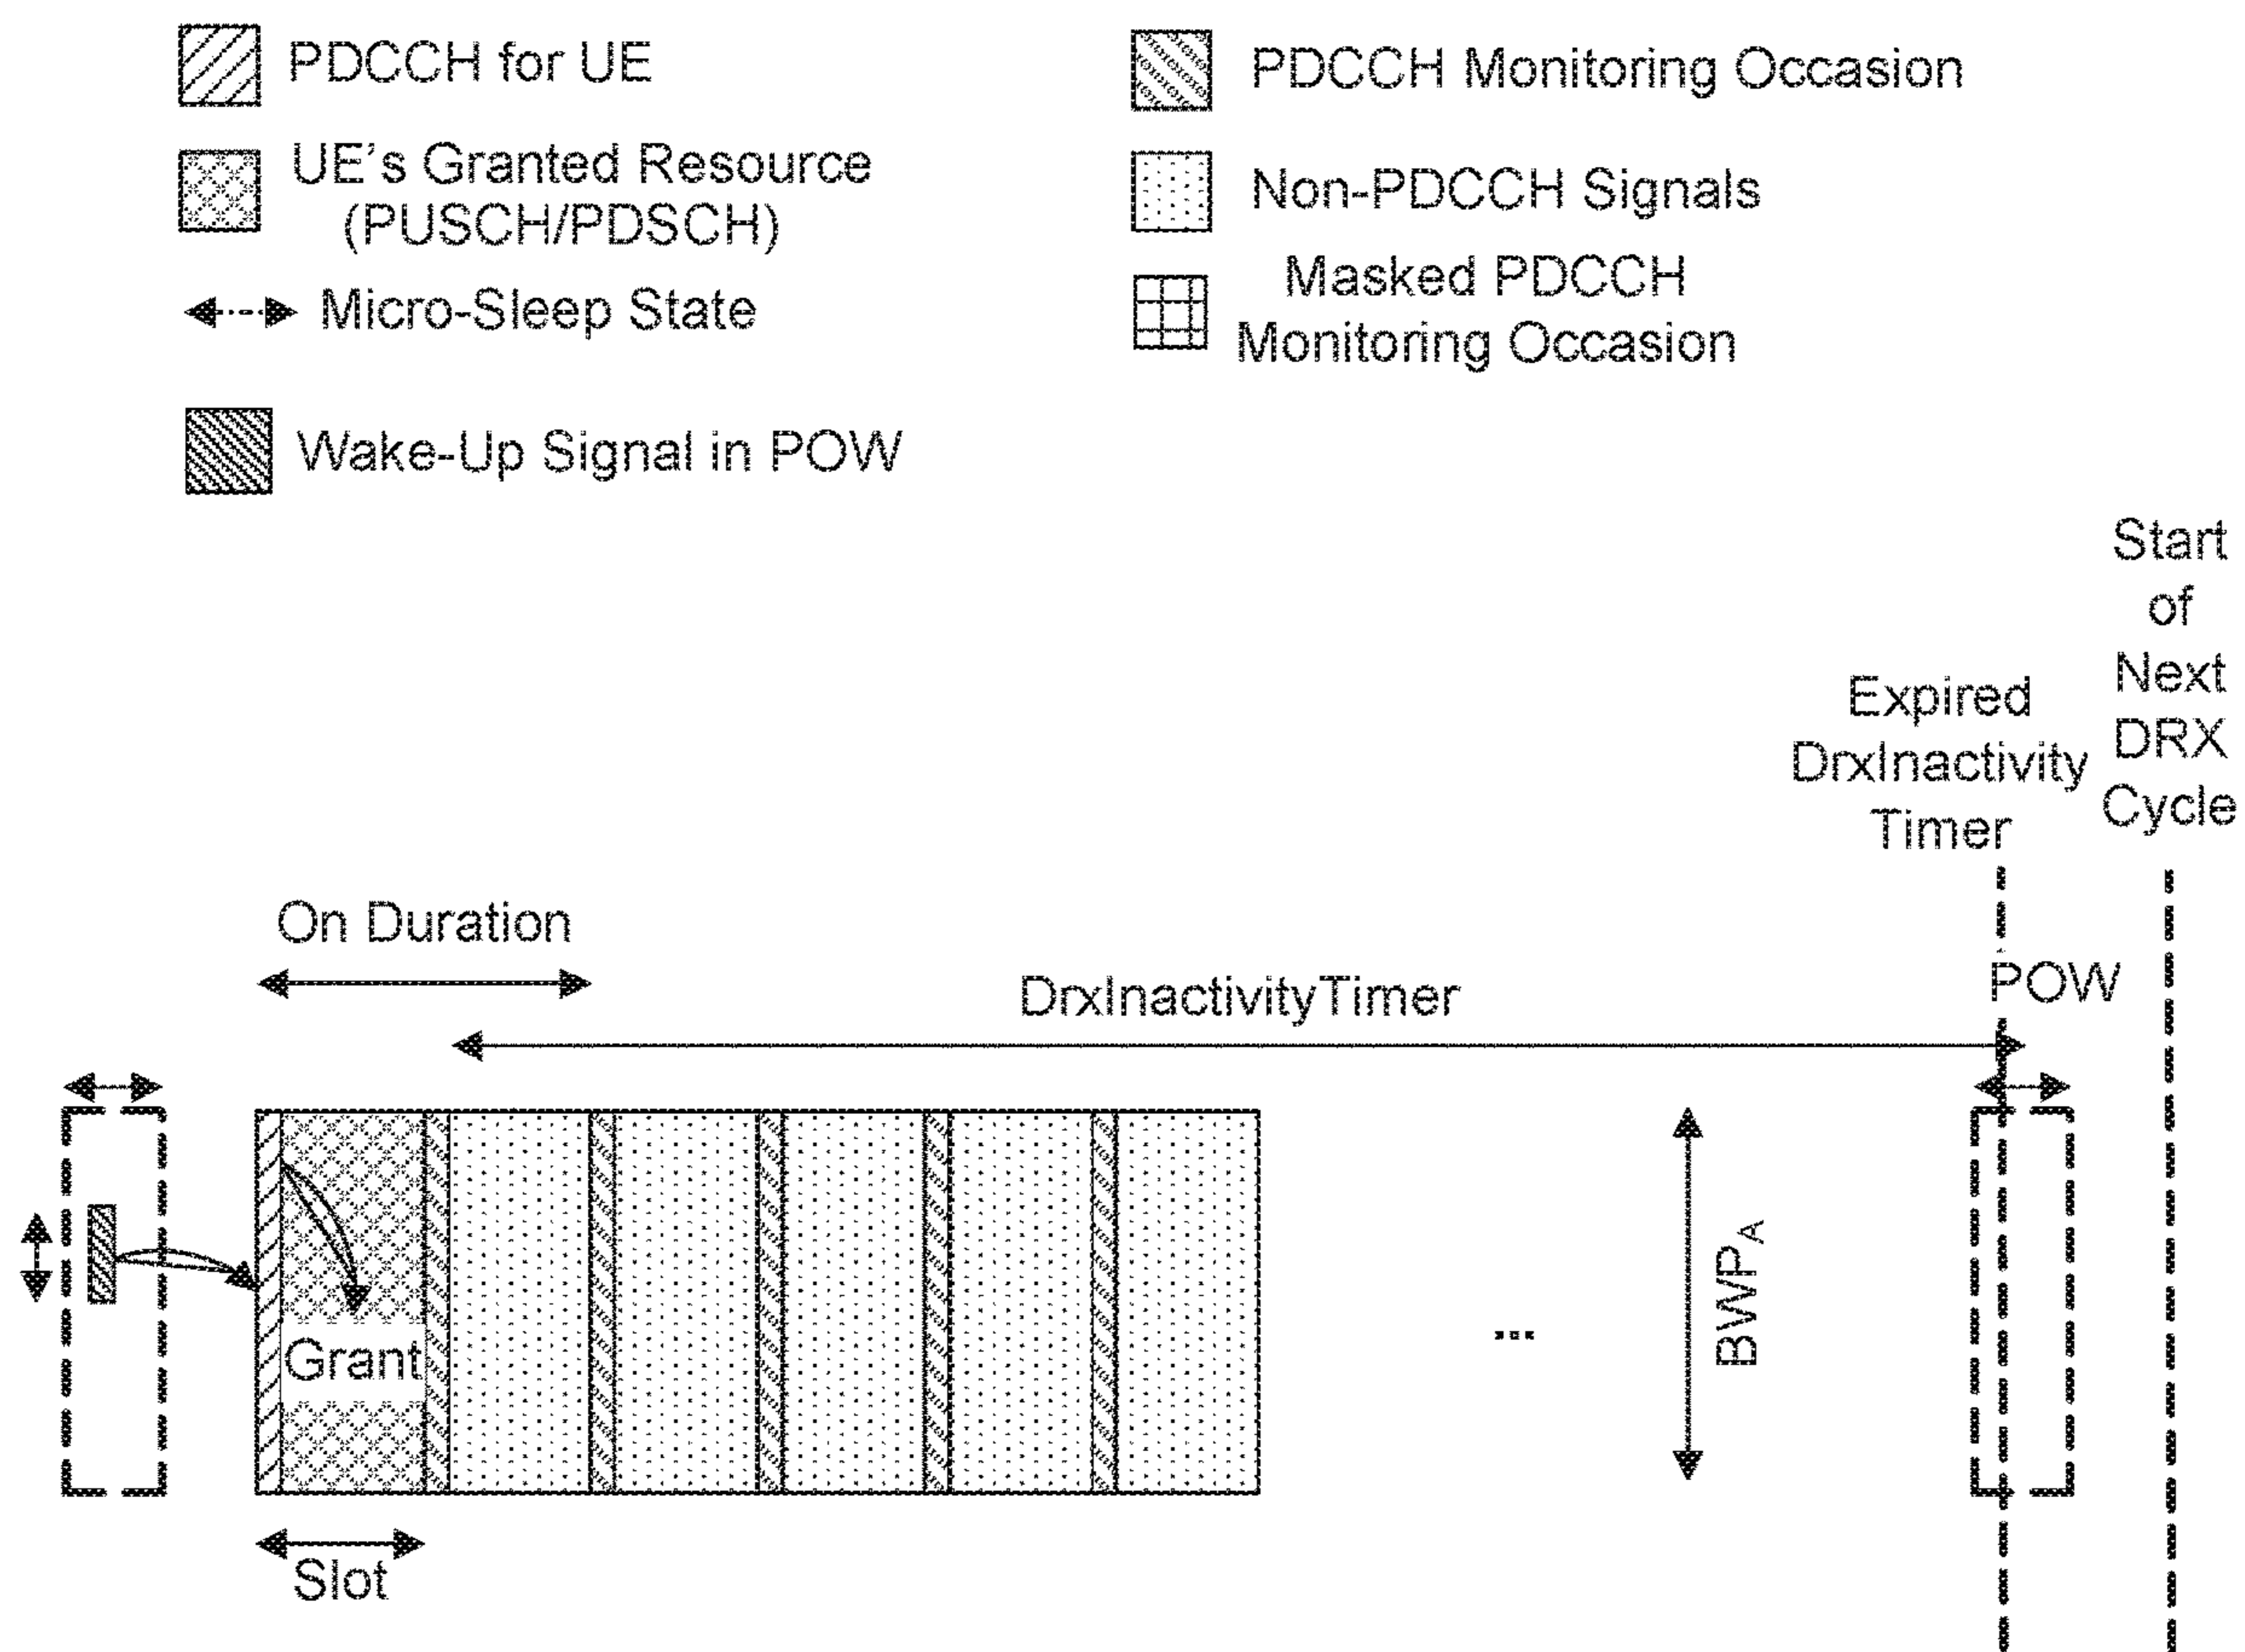 PDCCH for UE
UE's Granted Resource
(PUSCH/PDSCH)
Micro-Sleep State
Wake-Up Signal in POW
PDCCH Monitoring Occasion
Non-PDCCH Signals
Masked PDCCH
Monitoring Occasion
Start
of
Next
DRX
Cycle
Expired
DrxInactivity
Timer
On Duration
DrxInactivityTimer
POW
Grant
...
BWPA
Slot